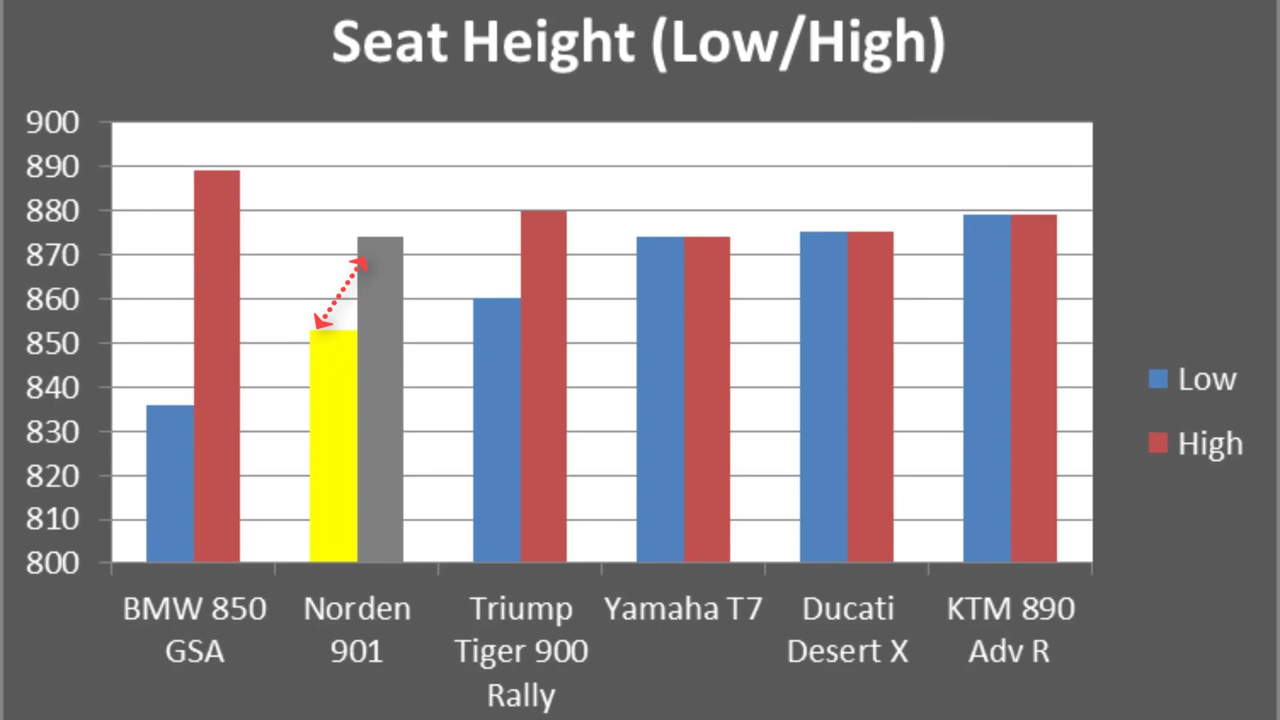 Seat Height (Low/High)
900
890
880
870
860
850
840
830
820
810
800
BMW 850
GSA
Norden
901
Triump
Tiger 900
Rally
Yamaha T7
Ducati
Desert X
KTM 890
Adv R
Low
High